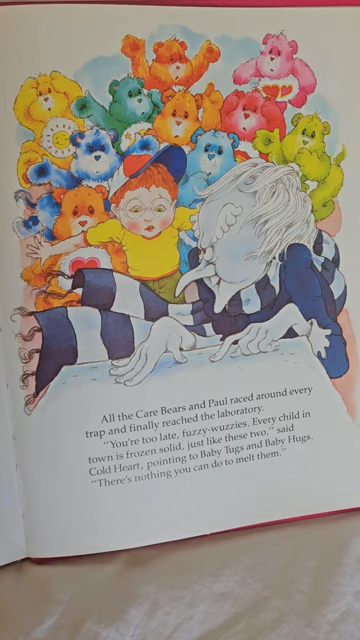 All the Care Bears and Paul raced around every
trap and finally reached the laboratory.
"You're too late, fuzzy-wuzzies. Every child in
town is frozen solid, just like these two," said
Cold Heart, pointing to Baby Tugs and Baby Hugs.
"There's nothing you can do to melt them."